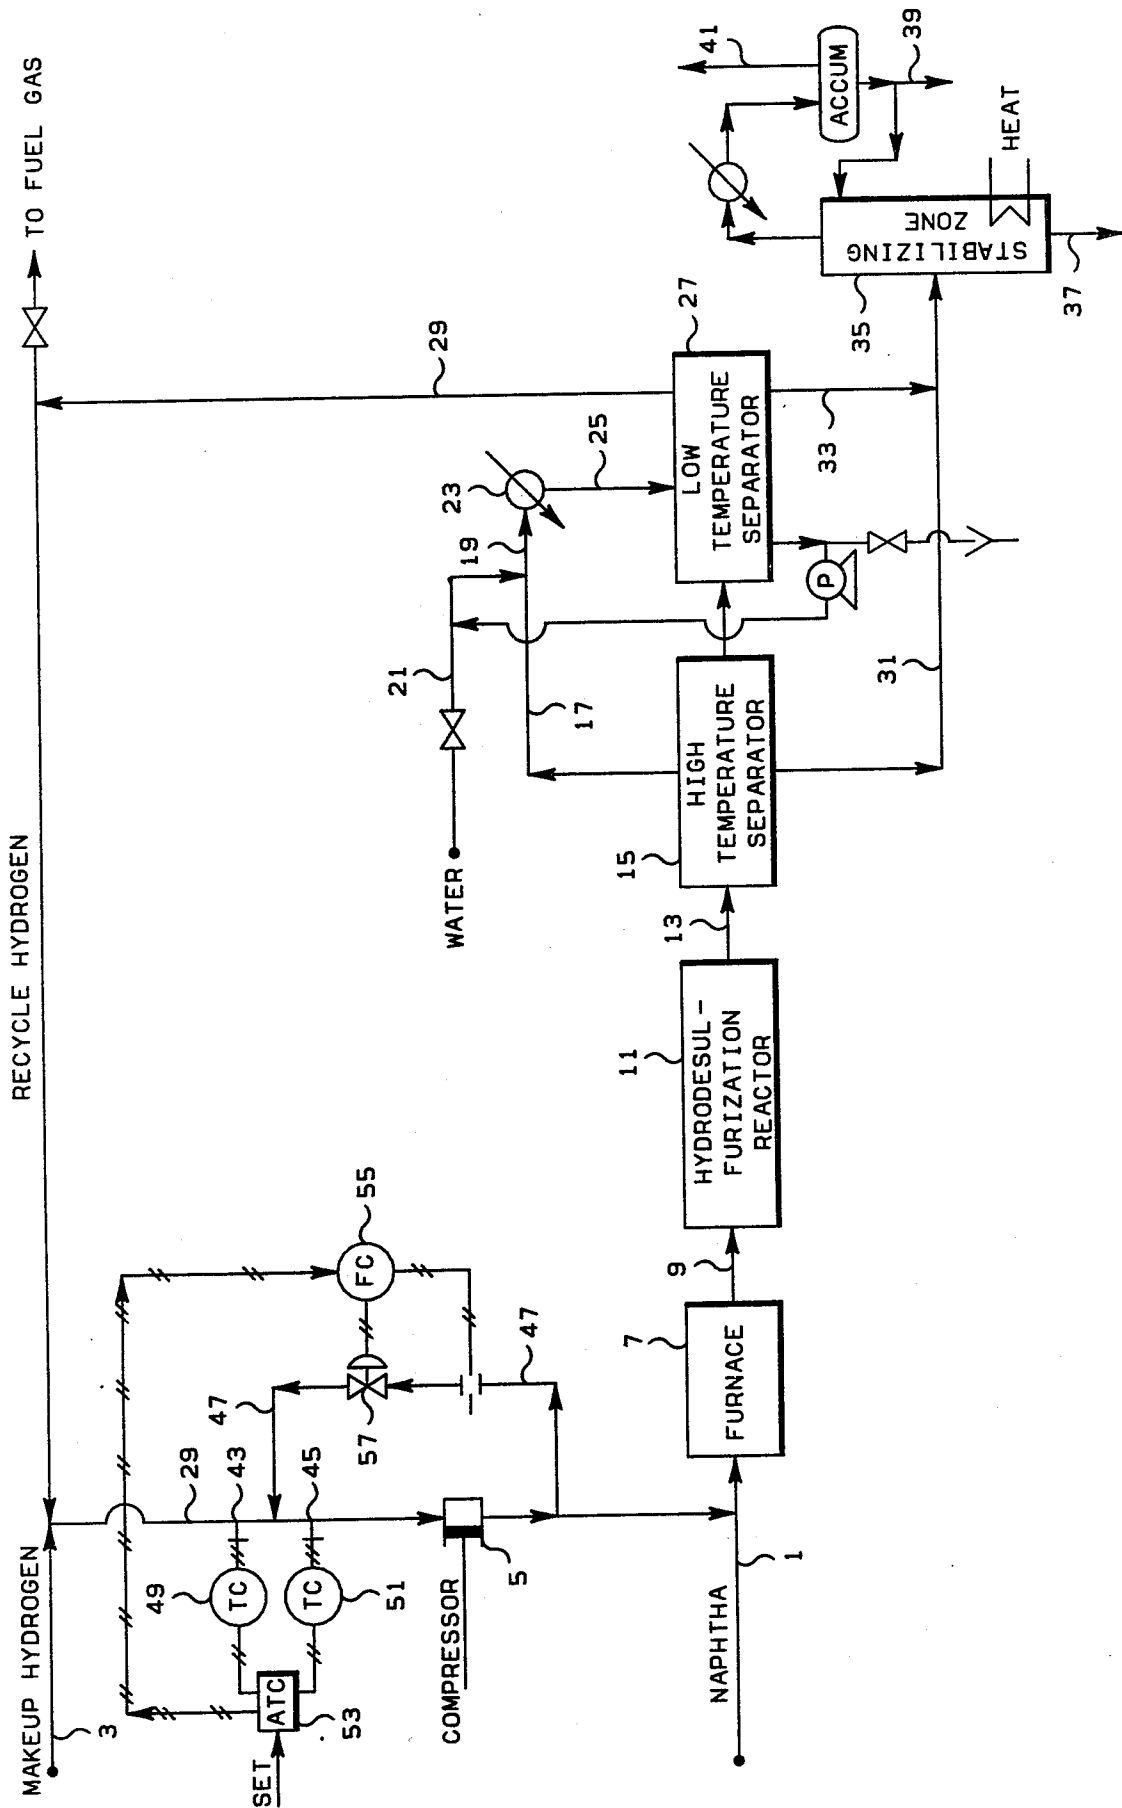 MAKEUP HYDROGEN
3
RECYCLE HYDROGEN
TO FUEL GAS
29
SET
ATC
53
49
TC
43
TC
51
45
47
57
FC
55
47
COMPRESSOR
5
NAPHTHA
1
7
FURNACE
9
11
HYDRODESUL-
FURIZATION
REACTOR
13
15
HIGH
TEMPERATURE
SEPARATOR
WATER
21
17
19
23
25
29
27
LOW
TEMPERATURE
SEPARATOR
P
31
33
35
STABILIZING
ZONE
HEAT
37
ACCUM
41
39